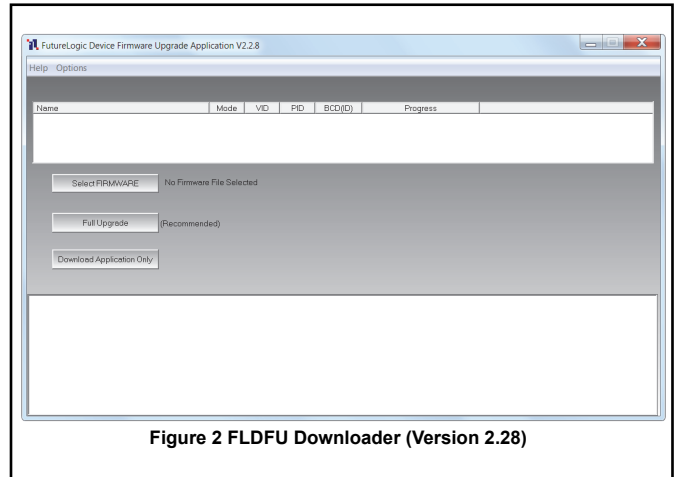 FutureLogic Device Firmware Upgrade Application V2.2.8
Help Options
Name Mode VID PID BCD(ID) Progress
Select FIRMWARE No Firmware File Selected
Full Upgrade (Recommended)
Download Application Only
Figure 2 FLDFU Downloader (Version 2.28)